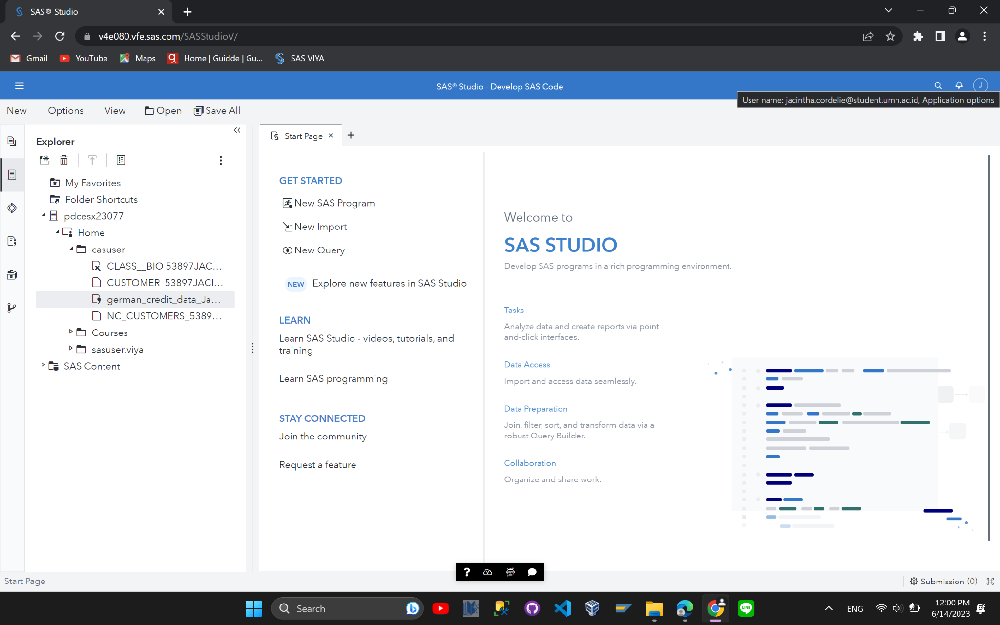 SAS® Studio
v4e080.vfe.sas.com/SASStudioV/
Gmail
YouTube
Maps
Home | Guidde | Gu...
SAS VIYA
SAS® Studio - Develop SAS Code
J
User name: jacintha.cordelie@student.umn.ac.id, Application options
New
Options
View
Open
Save All
Explorer
My Favorites
Folder Shortcuts
pdcesx23077
Home
casuser
CLASS__BIO 53897JAC...
CUSTOMER_53897JACI...
german_credit_data_Ja...
NC_CUSTOMERS_5389...
Courses
sasuser.viya
SAS Content
Start Page
GET STARTED
New SAS Program
New Import
New Query
NEW Explore new features in SAS Studio
LEARN
Learn SAS Studio - videos, tutorials, and
training
Learn SAS programming
STAY CONNECTED
Join the community
Request a feature
Welcome to
SAS STUDIO
Develop SAS programs in a rich programming environment.
Tasks
Analyze data and create reports via point-
and-click interfaces.
Data Access
Import and access data seamlessly.
Data Preparation
Join, filter, sort, and transform data via a
robust Query Builder.
Collaboration
Organize and share work.
Start Page
Submission (0)
Search
LINE
ENG
12:00 PM
6/14/2023